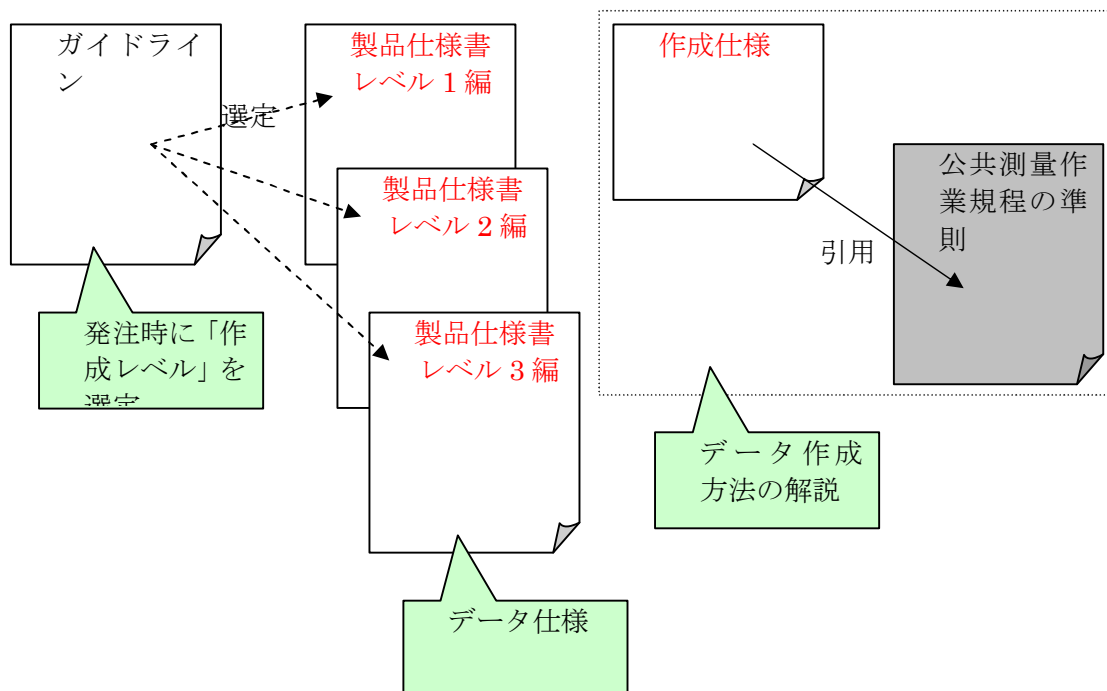 ガイドライ
ン
選定
製品仕様書
レベル 1 編
製品仕様書
レベル 2 編
製品仕様書
レベル 3 編
発注時に「作
成レベル」を
選定
データ仕様
作成仕様
引用
公共測量作
業規程の準
則
データ作成
方法の解説